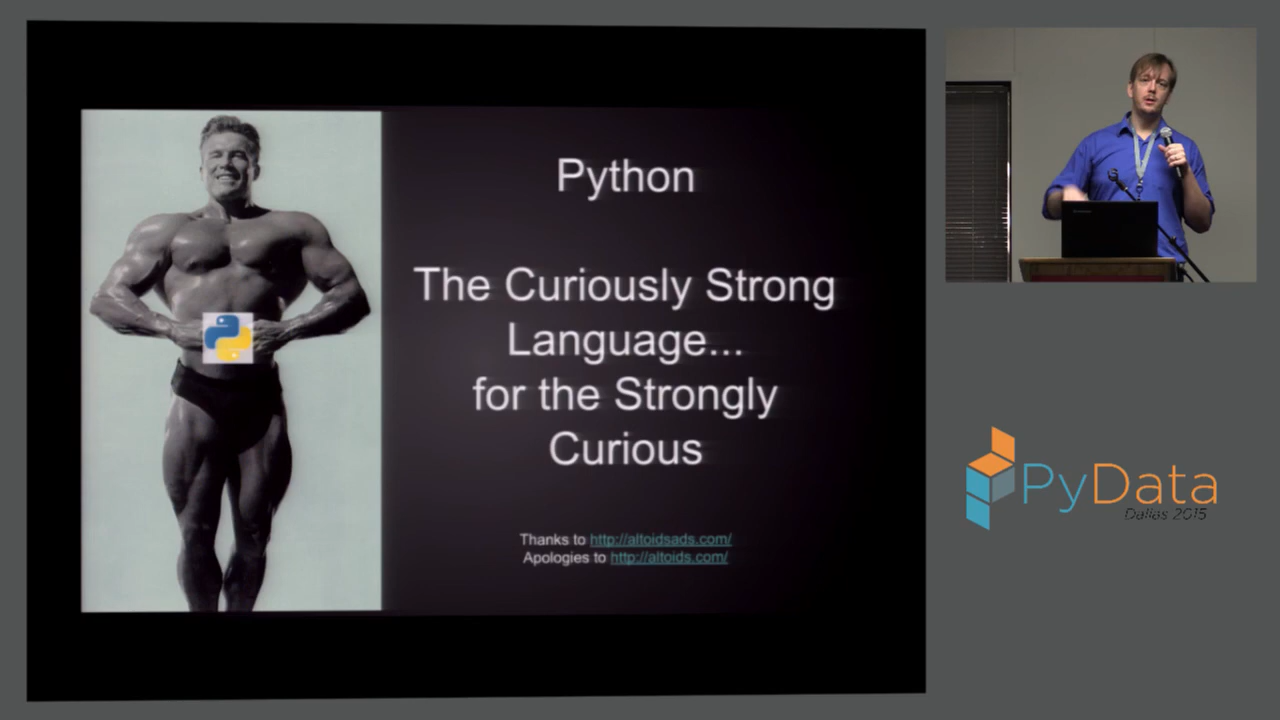 Python
The Curiously Strong
Language...
for the Strongly
Curious
Thanks to http://altoidsads.com/
Apologies to http://altoids.com/
PyData
Dallas 2015